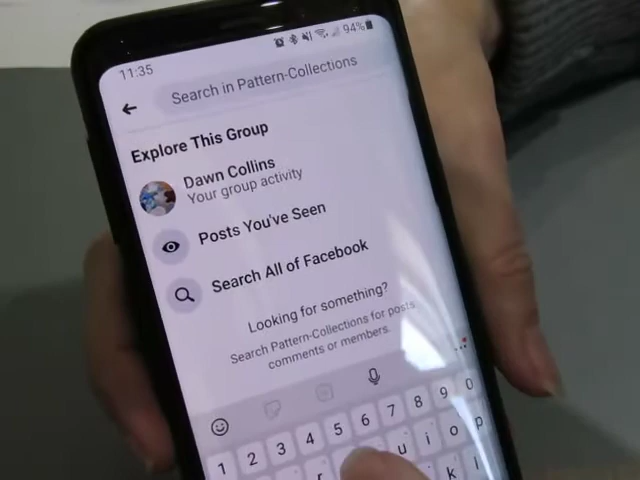 11:35 94%
Search in Pattern-Collections
Explore This Group
Dawn Collins
Your group activity
Posts You've Seen
Search All of Facebook
Looking for something?
Search Pattern-Collections for posts
comments or members.
1 2 3 4 5 6 7 8 9 0
r u i o p
k l